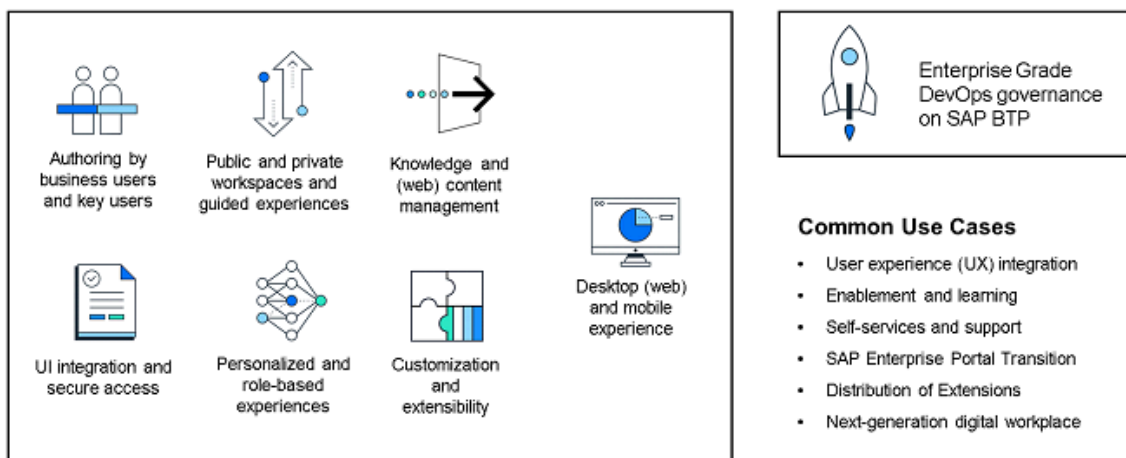 Authoring by
business users
and key users
Public and private
workspaces and
guided experiences
Knowledge and
(web) content
management
UI integration and
secure access
Personalized and
role-based
experiences
Customization
and
extensibility
Desktop (web)
and mobile
experience
Enterprise Grade
DevOps governance
on SAP BTP
Common Use Cases
• User experience (UX) integration
• Enablement and learning
• Self-services and support
• SAP Enterprise Portal Transition
• Distribution of Extensions
• Next-generation digital workplace